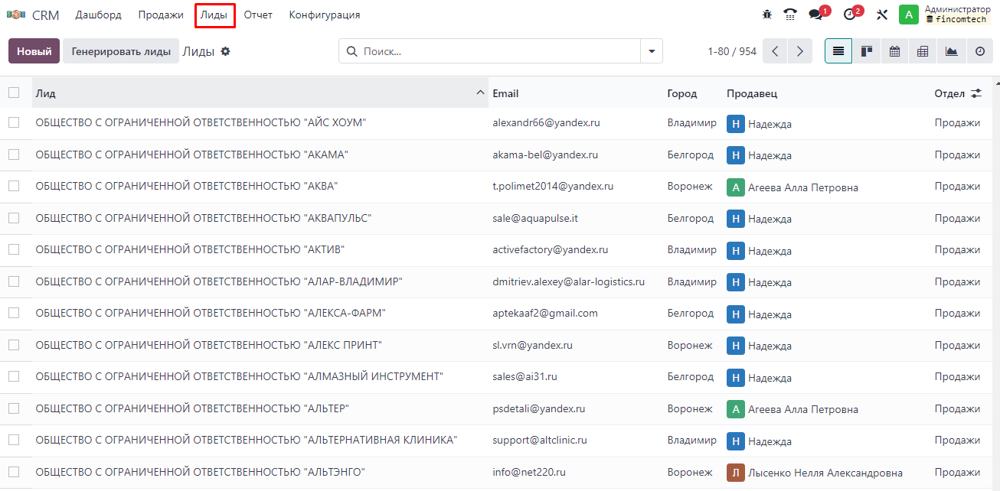 CRM Дашборд Продажи Лиды Отчет Конфигурация 1 2 A Администратор
fincomtech
Новый Генерировать лиды Лиды Поиск... 1-80 / 954
Лид Email Город Продавец Отдел
ОБЩЕСТВО С ОГРАНИЧЕННОЙ ОТВЕТСТВЕННОСТЬЮ "АЙС ХОУМ" alexandr66@yandex.ru Владимир Н Надежда Продажи
ОБЩЕСТВО С ОГРАНИЧЕННОЙ ОТВЕТСТВЕННОСТЬЮ "АКАМА" akama-bel@yandex.ru Белгород Н Надежда Продажи
ОБЩЕСТВО С ОГРАНИЧЕННОЙ ОТВЕТСТВЕННОСТЬЮ "АКВА" t.polimet2014@yandex.ru Воронеж А Агеева Алла Петровна Продажи
ОБЩЕСТВО С ОГРАНИЧЕННОЙ ОТВЕТСТВЕННОСТЬЮ "АКВАПУЛЬС" sale@aquapulse.it Белгород Н Надежда Продажи
ОБЩЕСТВО С ОГРАНИЧЕННОЙ ОТВЕТСТВЕННОСТЬЮ "АКТИВ" activefactory@yandex.ru Владимир Н Надежда Продажи
ОБЩЕСТВО С ОГРАНИЧЕННОЙ ОТВЕТСТВЕННОСТЬЮ "АЛАР-ВЛАДИМИР" dmitriev.alexey@alar-logistics.ru Владимир Н Надежда Продажи
ОБЩЕСТВО С ОГРАНИЧЕННОЙ ОТВЕТСТВЕННОСТЬЮ "АЛЕКСА-ФАРМ" aptekaaf2@gmail.com Белгород Н Надежда Продажи
ОБЩЕСТВО С ОГРАНИЧЕННОЙ ОТВЕТСТВЕННОСТЬЮ "АЛЕКС ПРИНТ" sl.vrn@yandex.ru Воронеж Н Надежда Продажи
ОБЩЕСТВО С ОГРАНИЧЕННОЙ ОТВЕТСТВЕННОСТЬЮ "АЛМАЗНЫЙ ИНСТРУМЕНТ" sales@ai31.ru Белгород Н Надежда Продажи
ОБЩЕСТВО С ОГРАНИЧЕННОЙ ОТВЕТСТВЕННОСТЬЮ "АЛЬТЕР" psdetali@yandex.ru Воронеж А Агеева Алла Петровна Продажи
ОБЩЕСТВО С ОГРАНИЧЕННОЙ ОТВЕТСТВЕННОСТЬЮ "АЛЬТЕРНАТИВНАЯ КЛИНИКА" support@altclinic.ru Владимир Н Надежда Продажи
ОБЩЕСТВО С ОГРАНИЧЕННОЙ ОТВЕТСТВЕННОСТЬЮ "АЛЬТЭНГО" info@net220.ru Воронеж Л Лысенко Нелля Александровна Продажи